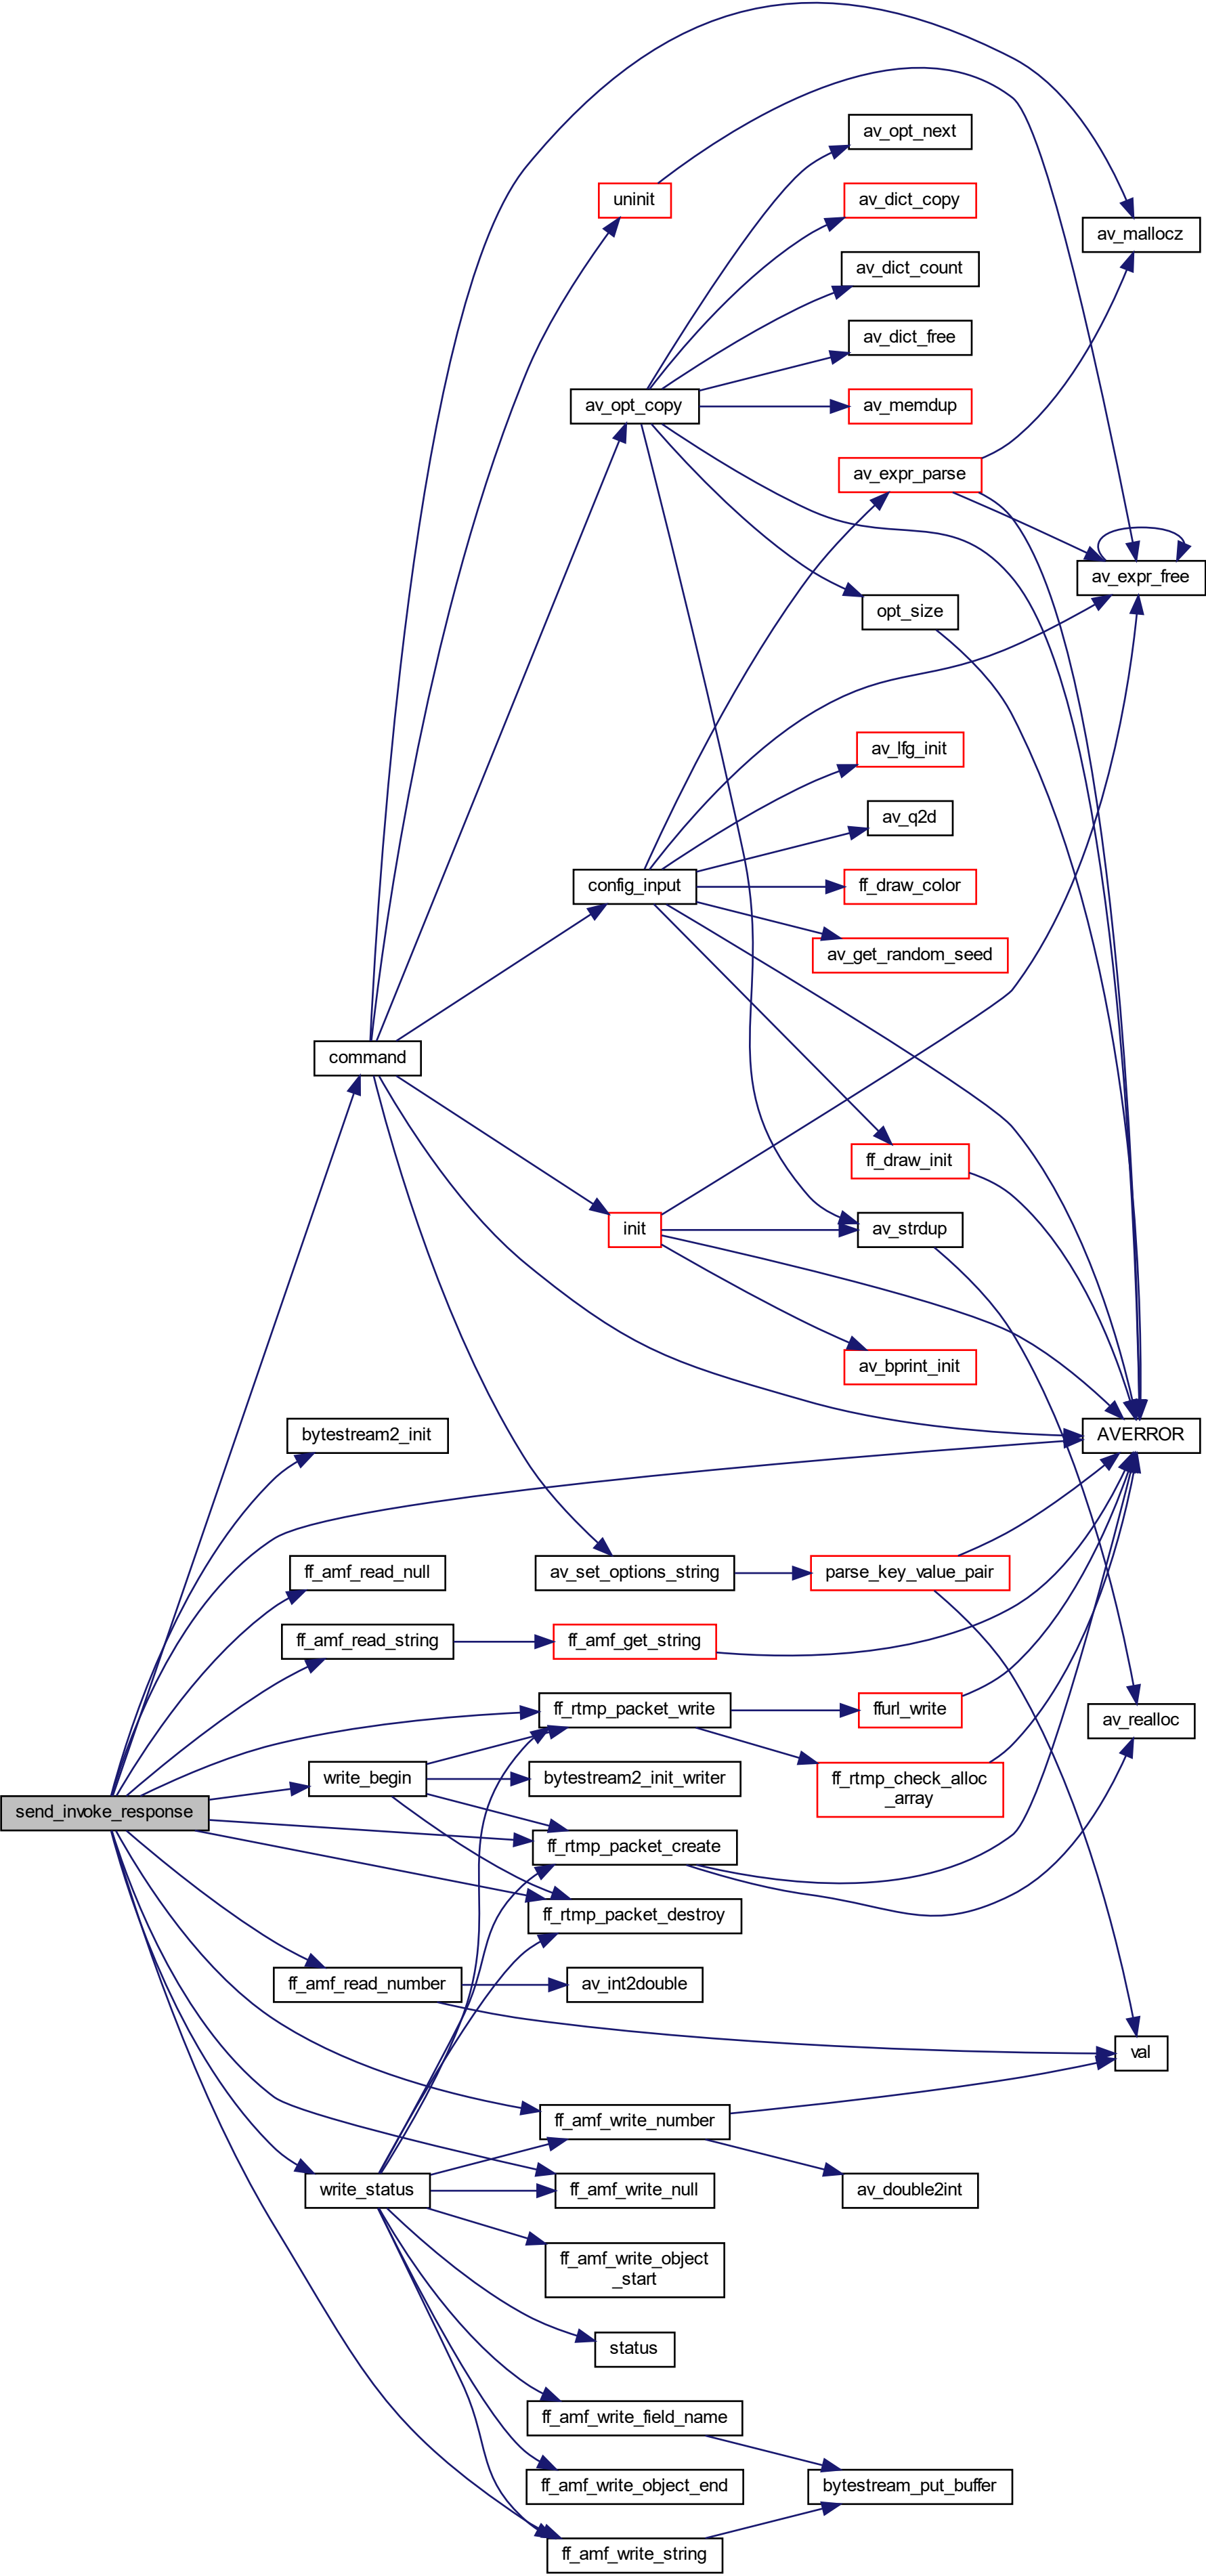 av_opt_next
uninit
av_dict_copy
av_mallocz
av_dict_count
av_dict_free
av_opt_copy
av_memdup
av_expr_parse
av_expr_free
opt_size
av_lfg_init
av_q2d
config_input
ff_draw_color
av_get_random_seed
command
ff_draw_init
init
av_strdup
av_bprint_init
bytestream2_init
AVERROR
ff_amf_read_null
av_set_options_string
parse_key_value_pair
ff_amf_read_string
ff_amf_get_string
ff_rtmp_packet_write
ffurl_write
av_realloc
write_begin
bytestream2_init_writer
ff_rtmp_check_alloc
_array
send_invoke_response
ff_rtmp_packet_create
ff_rtmp_packet_destroy
ff_amf_read_number
av_int2double
val
ff_amf_write_number
write_status
ff_amf_write_null
av_double2int
ff_amf_write_object
_start
status
ff_amf_write_field_name
ff_amf_write_object_end
bytestream_put_buffer
ff_amf_write_string